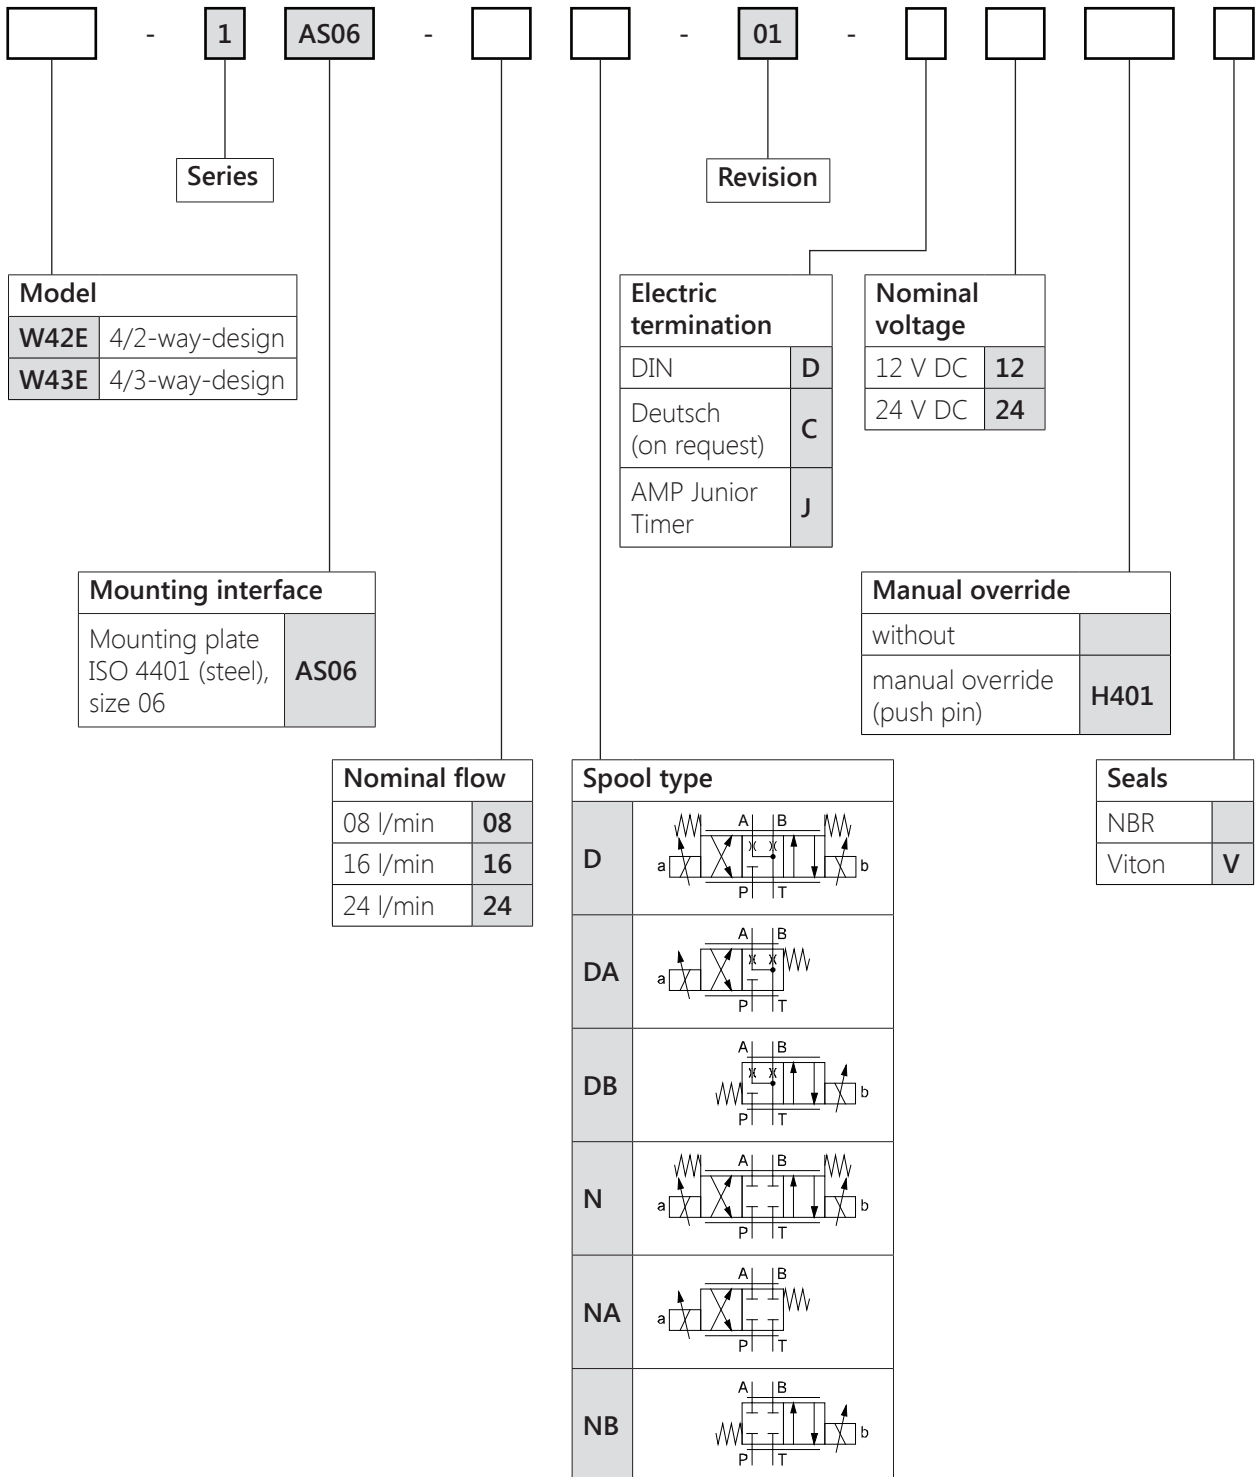 - 1 AS06 - - 01 -
Series
Revision
Model
W42E 4/2-way-design
W43E 4/3-way-design
Electric
termination
DIN D
Deutsch
(on request) C
AMP Junior
Timer J
Nominal
voltage
12 V DC 12
24 V DC 24
Mounting interface
Mounting plate
ISO 4401 (steel), AS06
size 06
Manual override
without
manual override
(push pin) H401
Nominal flow
08 l/min 08
16 l/min 16
24 l/min 24
Spool type
A B
D a b
P T
A B
DA a
P T
A B
DB b
P T
A B
N a b
P T
A B
NA a
P T
A B
NB b
P T
Seals
NBR
Viton V